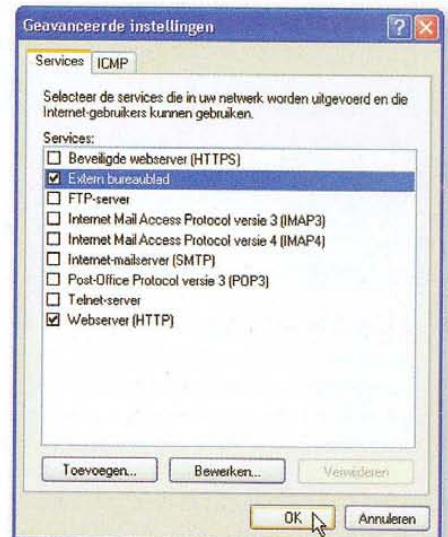 Geavanceerde instellingen
Services ICMP
Selecteer de services die in uw netwerk worden uitgevoerd en die
Internet-gebruikers kunnen gebruiken.
Services:
Beveiligde webserver (HTTPS)
Extern bureaublad
FTP-server
Internet Mail Access Protocol versie 3 (IMAP3)
Internet Mail Access Protocol versie 4 (IMAP4)
Internet-mailserver (SMTP)
Post-Office Protocol versie 3 (POP3)
Telnet-server
Webserver (HTTP)
Toevoegen... Bewerken... Verwijderen
OK Annuleren